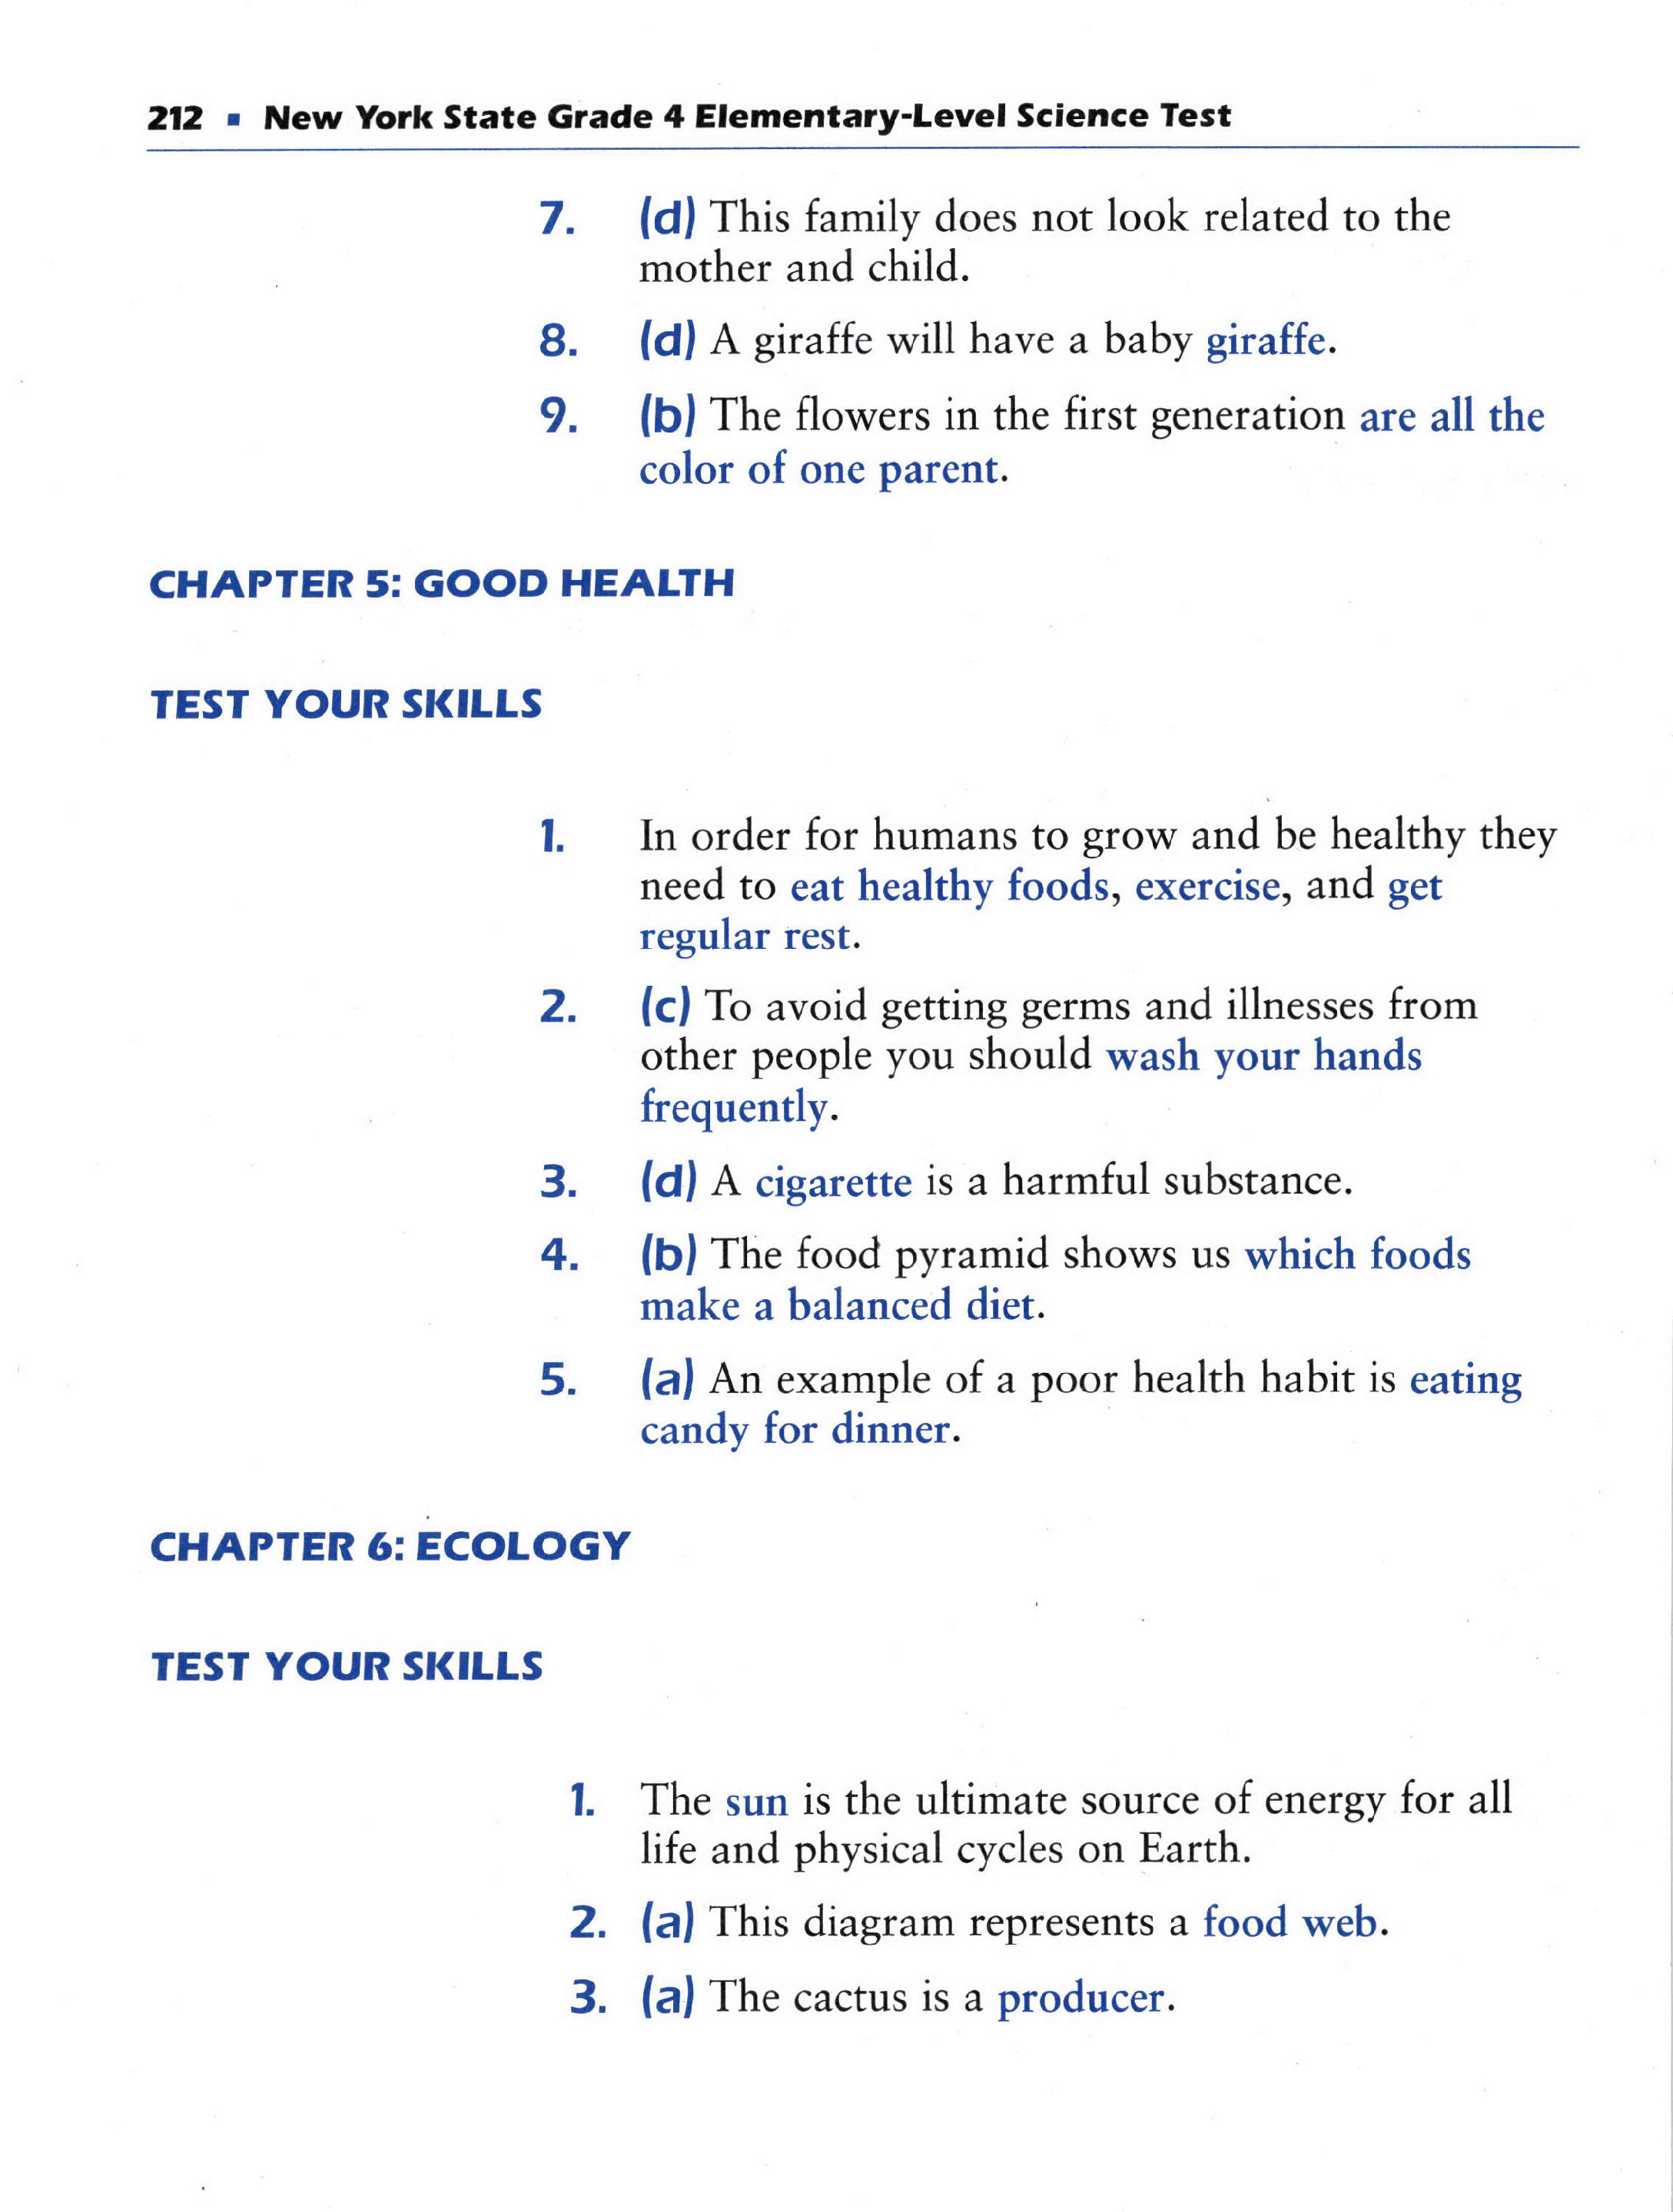 212 ▪ New York State Grade 4 Elementary-Level Science Test
7. (d) This family does not look related to the
mother and child.
8. (d) A giraffe will have a baby giraffe.
9. (b) The flowers in the first generation are all the
color of one parent.
CHAPTER 5: GOOD HEALTH
TEST YOUR SKILLS
1. In order for humans to grow and be healthy they
need to eat healthy foods, exercise, and get
regular rest.
2. (c) To avoid getting germs and illnesses from
other people you should wash your hands
frequently.
3. (d) A cigarette is a harmful substance.
4. (b) The food pyramid shows us which foods
make a balanced diet.
5. (a) An example of a poor health habit is eating
candy for dinner.
CHAPTER 6: ECOLOGY
TEST YOUR SKILLS
1. The sun is the ultimate source of energy for all
life and physical cycles on Earth.
2. (a) This diagram represents a food web.
3. (a) The cactus is a producer.